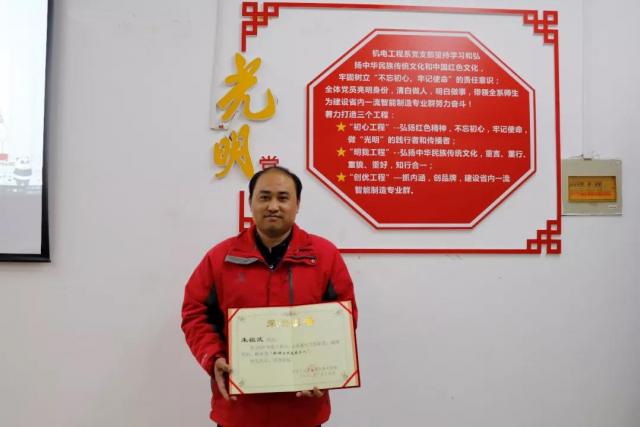 光明
党
机电工程系党支部坚持学习和弘
扬中华民族传统文化和中国红色文化，
牢固树立“不忘初心、牢记使命”的责任意识；
全体党员亮明身份，清白做人，明白做事，带领全系师生
为建设省内一流智能制造专业群努力奋斗！
着力打造三个工程：
“初心工程”--弘扬红色精神，不忘初心，牢记使命，
做“光明”的践行者和传播者；
“明我工程”--弘扬中华民族传统文化，重言、重行、
重貌、重好，知行合一；
“创优工程”—抓内涵，创品牌，建设省内一流
智能制造专业群。
荣誉证书